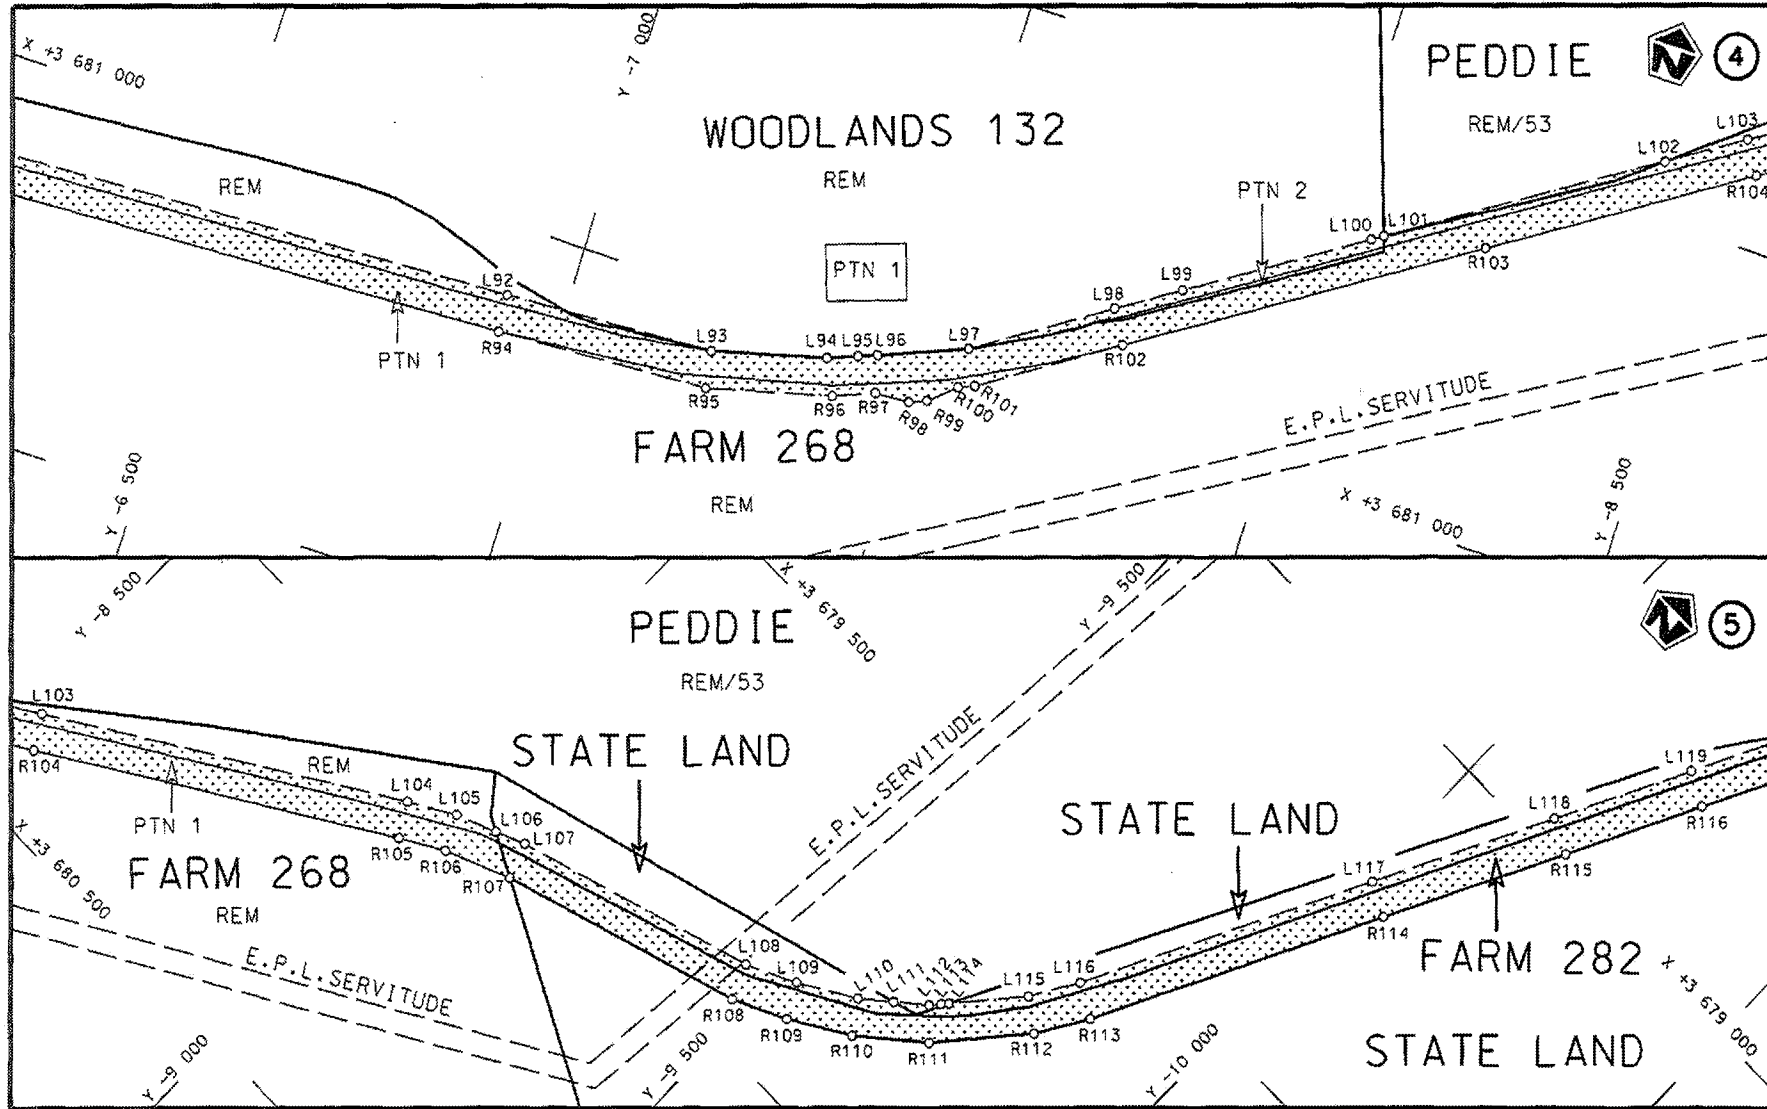 X +3 681 000
Y -7 000
PEDDIE
4
REM/53
WOODLANDS 132
REM
REM
PTN 2
L103
L102
R104
L100
L101
R103
PTN 1
L92
L99
L98
R94
PTN 1
L93
L94
L95
L96
L97
R102
R95
R96
R97
R98
R99
R100
R101
E.P.L.SERVITUDE
FARM 268
REM
Y -6 500
X +3 681 000
Y -8 500
Y -8 500
X +3 679 500
Y -9 500
PEDDIE
5
REM/53
L103
STATE LAND
R104
REM
L104
L105
L106
L107
PTN 1
R105
R106
R107
X +3 680 500
FARM 268
REM
E.P.L.SERVITUDE
E.P.L.SERVITUDE
STATE LAND
L119
L118
R116
L117
R115
R114
L108
L109
L110
L111
L112
L113
L11A
L115
L116
R108
R109
R110
R111
R112
R113
FARM 282
X +3 679 000
STATE LAND
Y -9 000
Y -9 500
Y -10 000